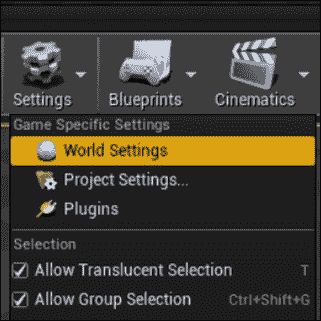 Settings Blueprints Cinematics
Game Specific Settings
World Settings
Project Settings...
Plugins
Selection
Allow Translucent Selection T
Allow Group Selection Ctrl+Shift+G